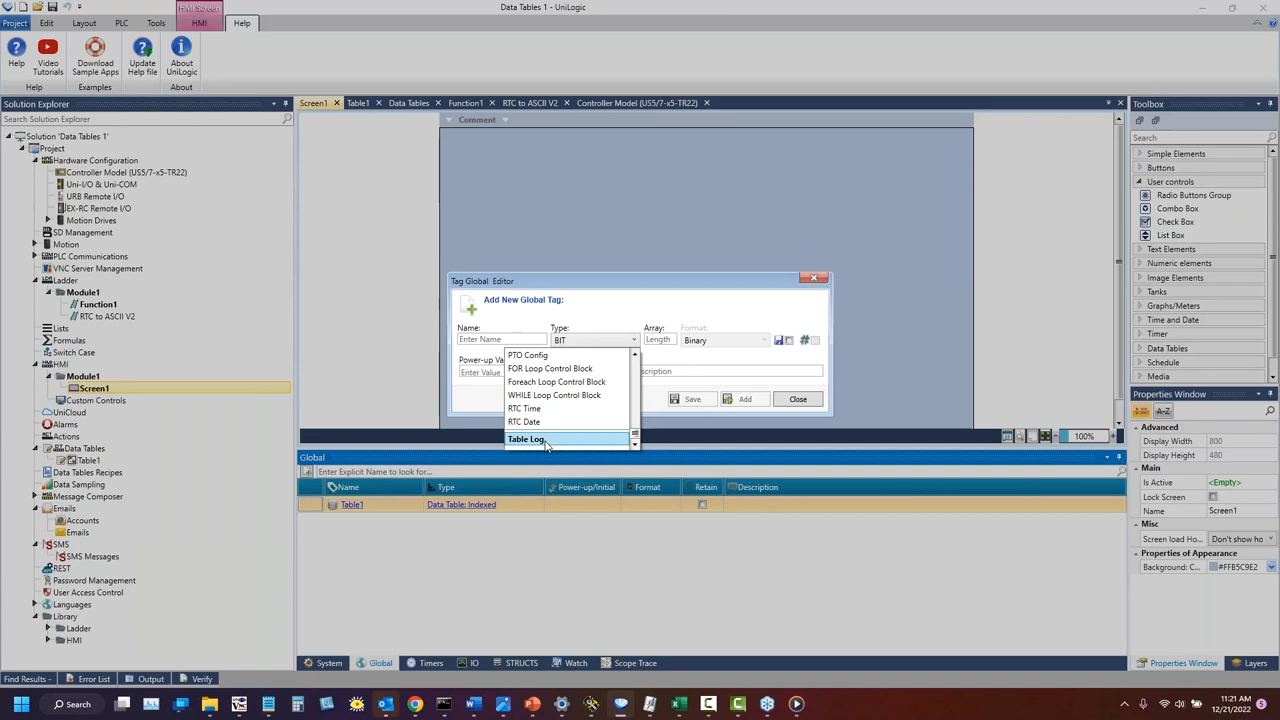 Data Tables 1 - UniLogic
HMI Screen
Project Edit Layout PLC Tools HMI Help
Help Video Tutorials Download Sample Apps Update Help file About UniLogic
Help Examples About
Solution Explorer
Search Solution Explorer
Solution 'Data Tables 1'
Project
Hardware Configuration
Controller Model (US5/7-x5-TR22)
Uni-I/O & Uni-COM
URB Remote I/O
EX-RC Remote I/O
Motion Drives
SD Management
Motion
PLC Communications
VNC Server Management
Ladder
Module1
Function1
RTC to ASCII V2
Lists
Formulas
Switch Case
HMI
Module1
Screen1
Custom Controls
UniCloud
Alarms
Actions
Data Tables
Table1
Data Tables Recipes
Data Sampling
Message Composer
Emails
Accounts
Emails
SMS
SMS Messages
REST
Password Management
User Access Control
Languages
Library
Ladder
HMI
Find Results - Error List Output Verify
Screen1 Table1 Data Tables Function1 RTC to ASCII V2 Controller Model (US5/7-x5-TR22)
Comment
Tag Global Editor
Add New Global Tag:
Name: Type: Array: Format:
Enter Name BIT Length Binary
Power-up Va
Enter Value scription
PTO Config
FOR Loop Control Block
Foreach Loop Control Block
WHILE Loop Control Block
RTC Time
RTC Date
Table Log
Save Add Close
100%
Global
Enter Explicit Name to look for...
Name Type Power-up/Initial Format Retain Description
Table1 Data Table: Indexed
System Global Timers IO STRUCTS Watch Scope Trace
Toolbox
Search
Simple Elements
Buttons
User controls
Radio Buttons Group
Combo Box
Check Box
List Box
Text Elements
Numeric elements
Image Elements
Tanks
Graphs/Meters
Time and Date
Timer
Data Tables
Schedule
Media
Properties Window
A-Z
Advanced
Display Width 800
Display Height 480
Main
Is Active <Empty>
Lock Screen
Name Screen1
Misc
Screen load Ho... Don't show ho
Properties of Appearance
Background: C... #FFB5C9E2
Properties Window Layers
Search
11:21 AM
12/21/2022